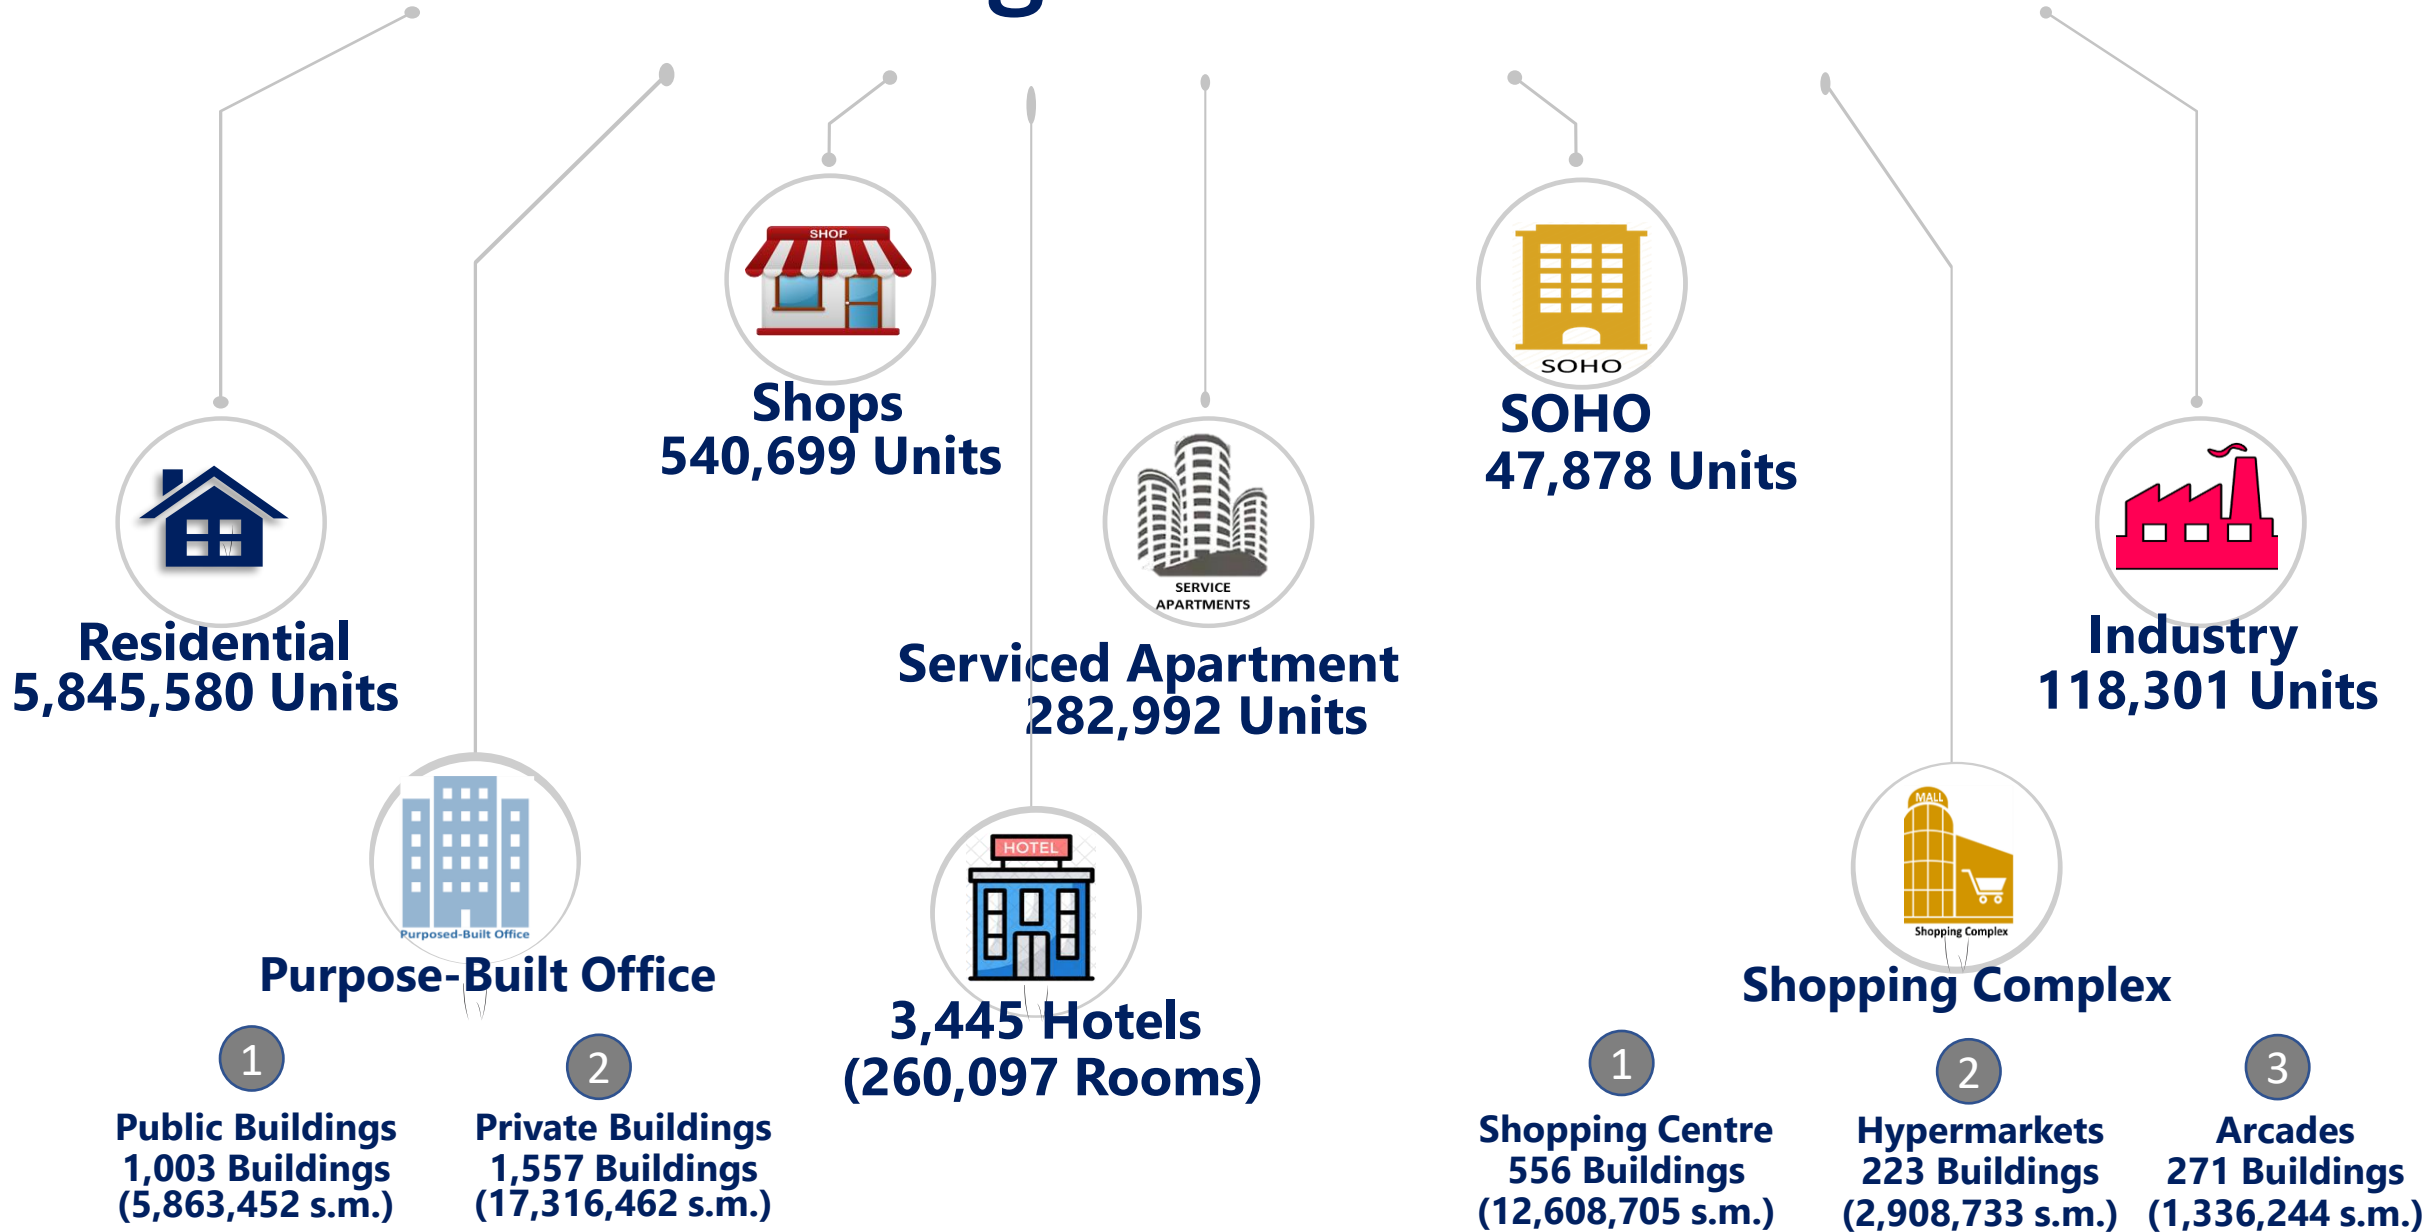 g
SHOP
Shops
540,699 Units
SOHO
SOHO
47,878 Units
SERVICE
APARTMENTS
Residential
5,845,580 Units
Serviced Apartment
282,992 Units
Industry
118,301 Units
Purposed-Built Office
Purpose-Built Office
HOTEL
3,445 Hotels
(260,097 Rooms)
MALL
Shopping Complex
Shopping Complex
1
Public Buildings
1,003 Buildings
(5,863,452 s.m.)
2
Private Buildings
1,557 Buildings
(17,316,462 s.m.)
1
Shopping Centre
556 Buildings
(12,608,705 s.m.)
2
Hypermarkets
223 Buildings
(2,908,733 s.m.)
3
Arcades
271 Buildings
(1,336,244 s.m.)